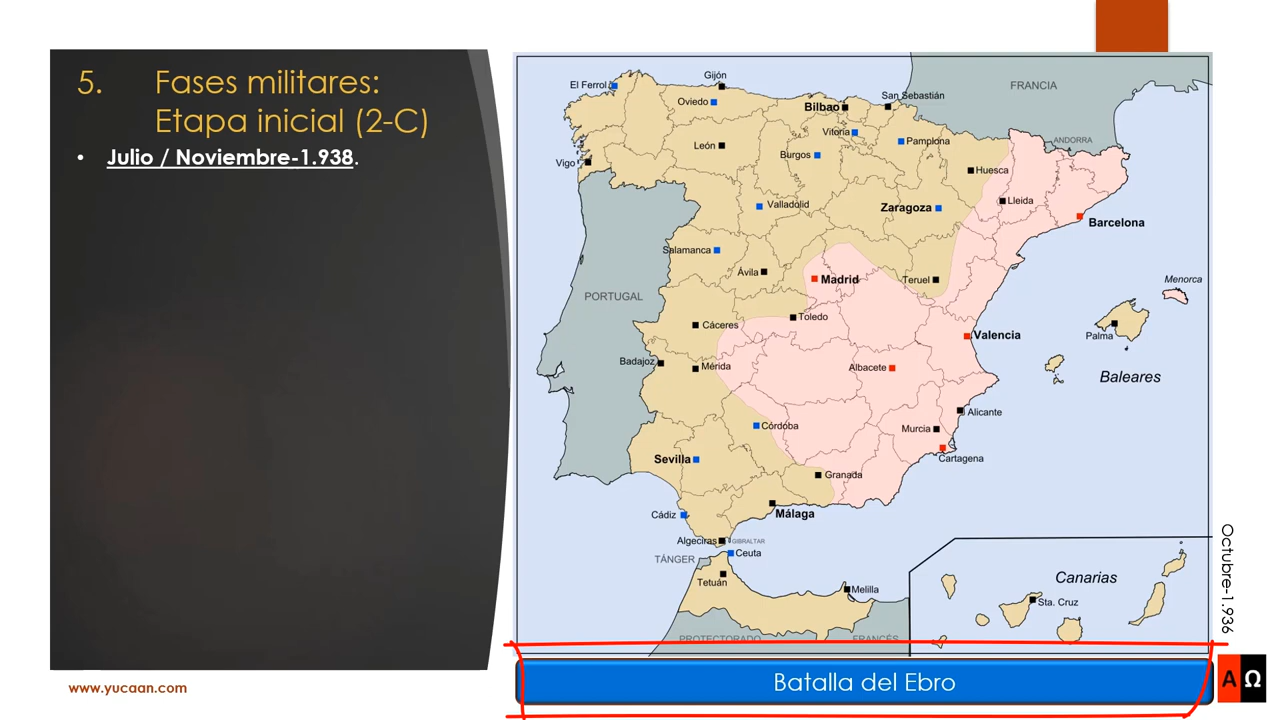 5. Fases militares:
Etapa inicial (2-C)
• Julio / Noviembre-1.938.
www.yucaan.com
FRANCIA
ANDORRA
PORTUGAL
El Ferrol
Gijón
Oviedo
Bilbao
San Sebastián
Vitoria
Pamplona
León
Burgos
Vigo
Huesca
Lleida
Valladolid
Zaragoza
Barcelona
Salamanca
Ávila
Madrid
Teruel
Menorca
Toledo
Cáceres
Valencia
Palma
Badajoz
Mérida
Albacete
Baleares
Alicante
Córdoba
Murcia
Sevilla
Cartagena
Granada
Cádiz
Málaga
Algeciras
GIBRALTAR
TÁNGER
Ceuta
Tetuán
Melilla
Canarias
Sta. Cruz
PROTECTORADO
FRANCÉS
Octubre-1.936
Batalla del Ebro
A Ω